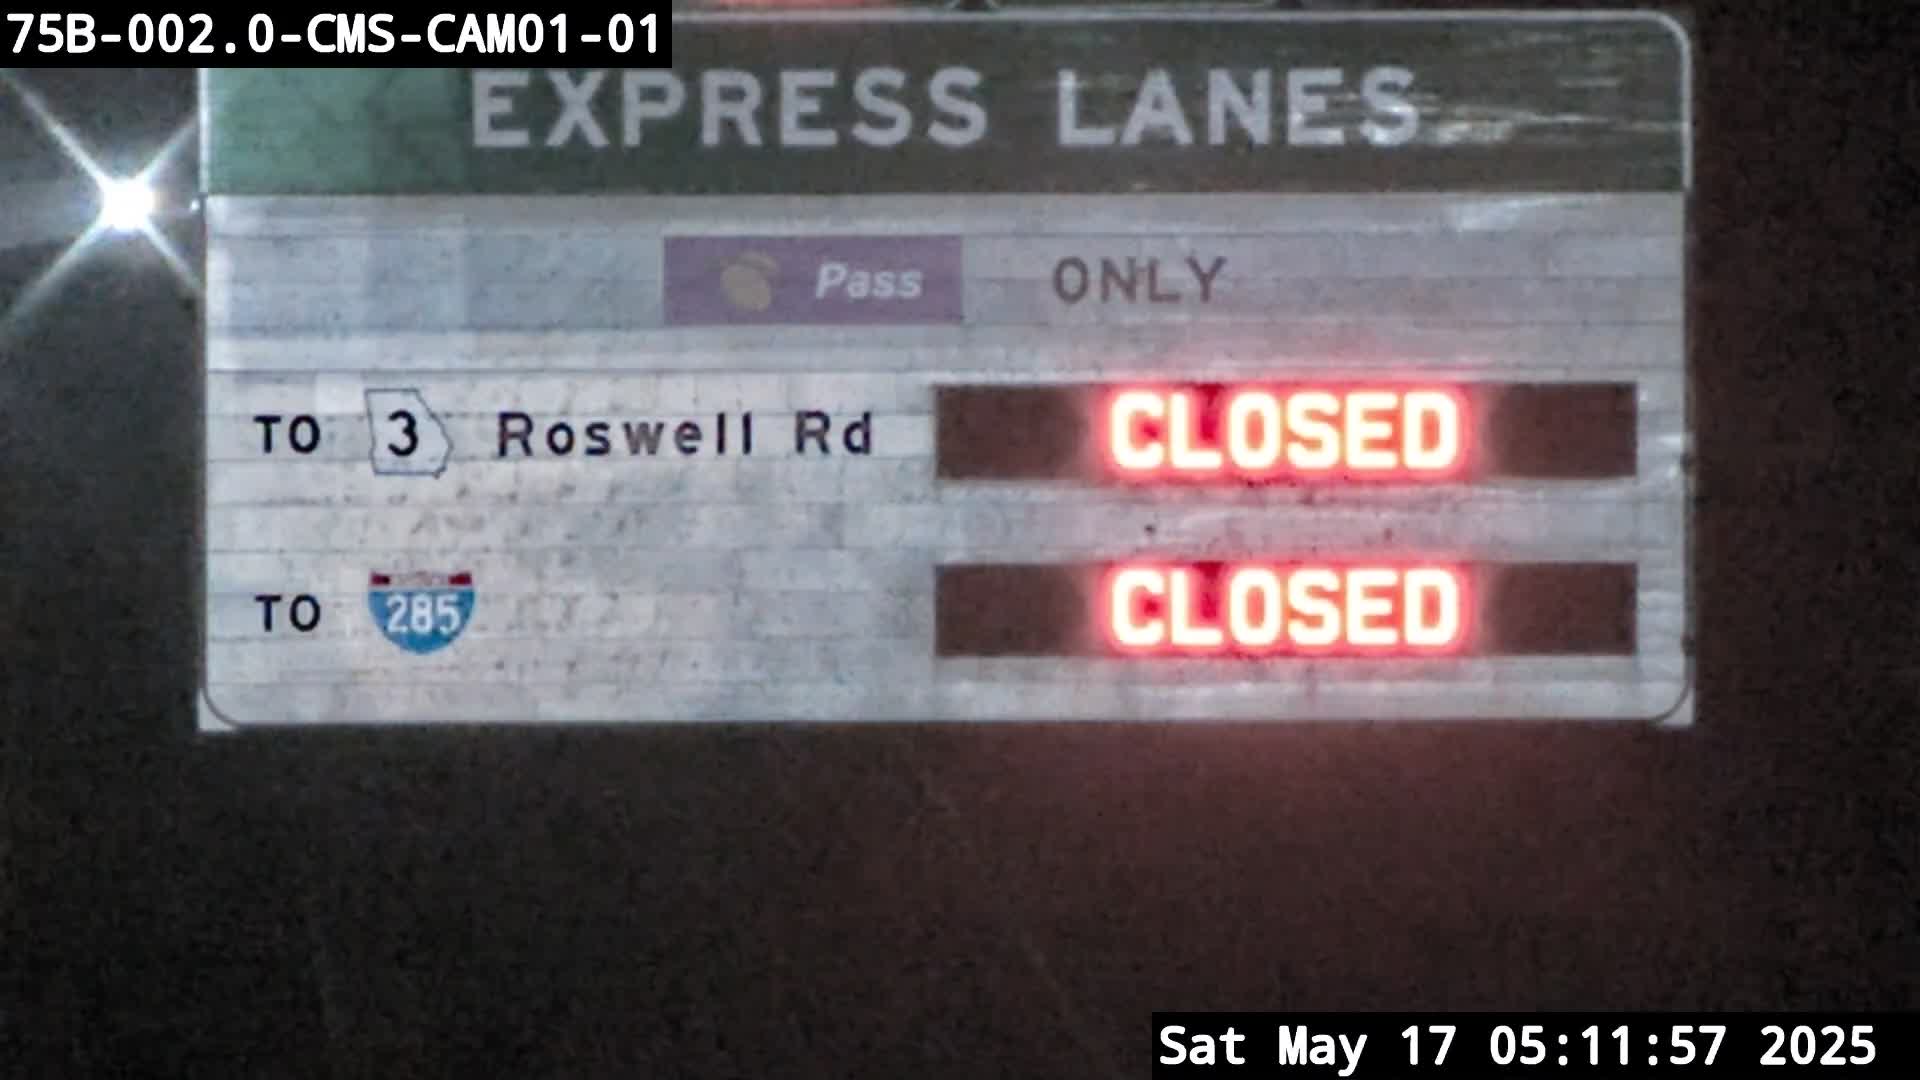 75B-002.0-CMS-CAM01-01
EXPRESS LANES
Pass ONLY
TO 3 Roswell Rd CLOSED
TO 285 CLOSED
Sat May 17 05:11:57 2025